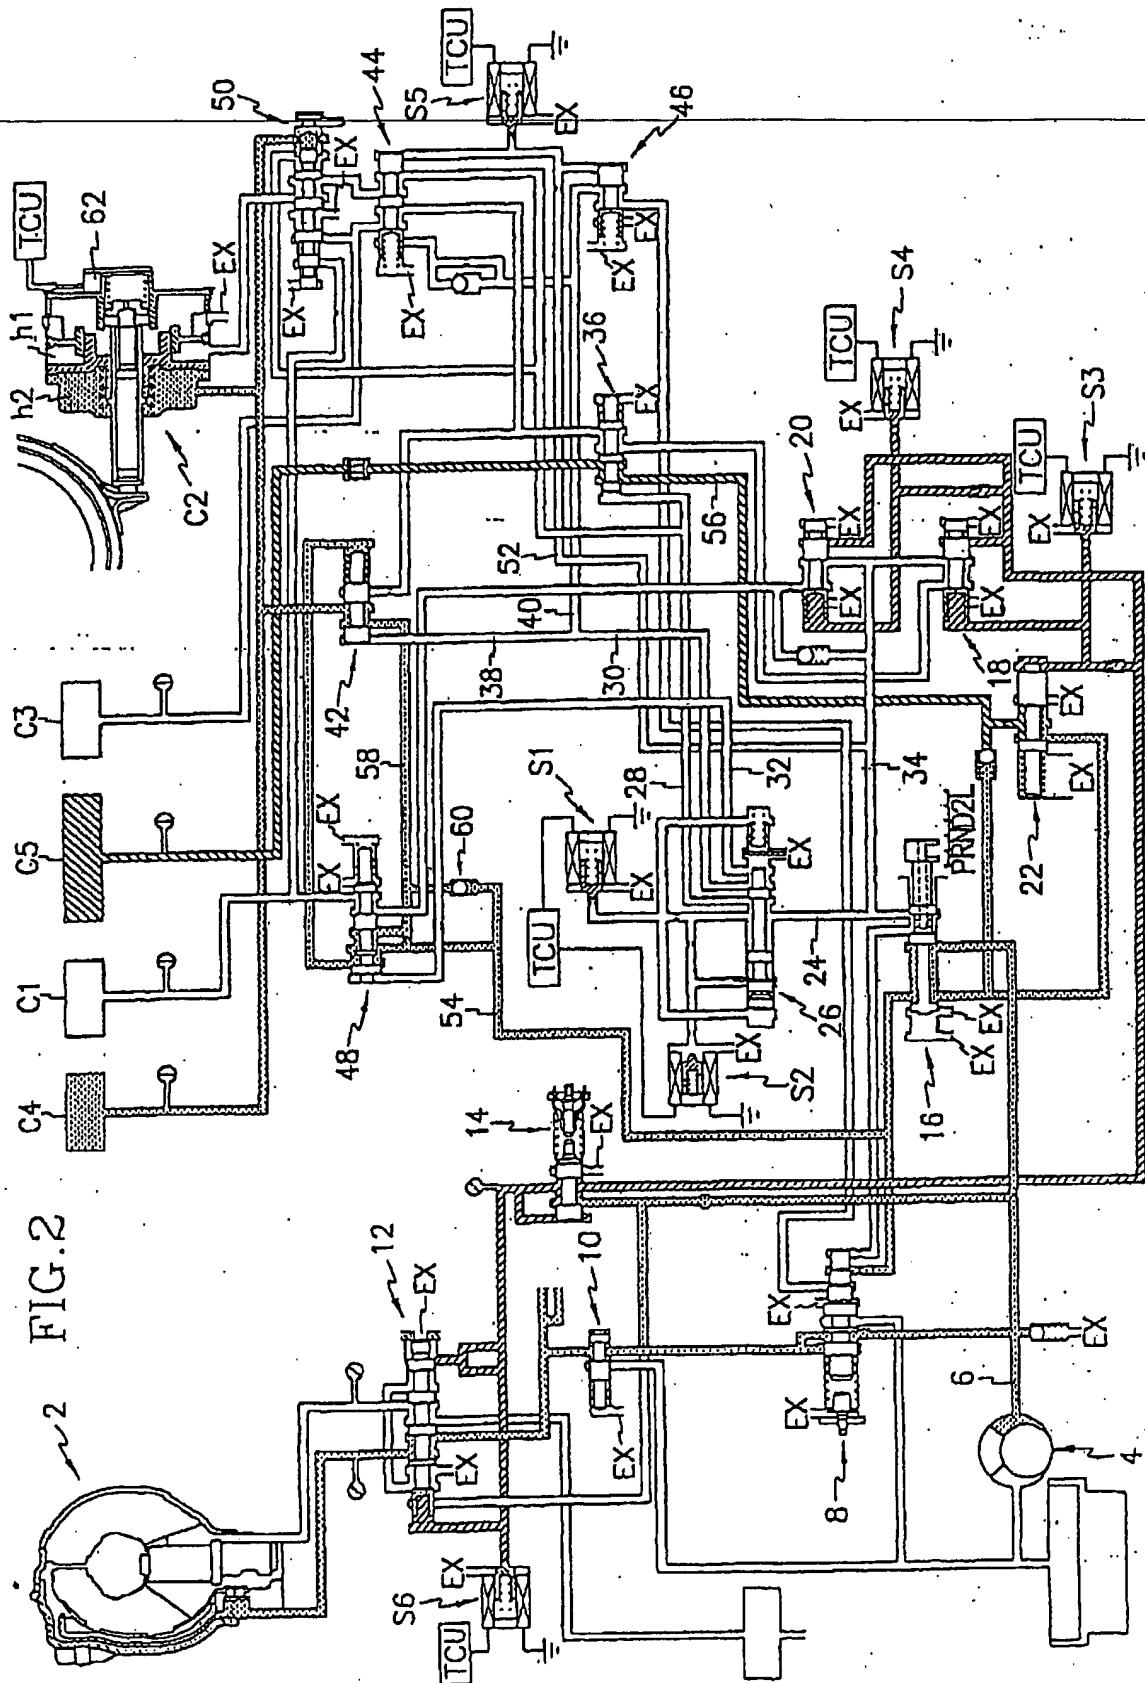 2
FIG.2
C4
C1
C5
C3
h2
h1
TCU
62
C2
EX
50
12
EX
EX
48
EX
EX
42
EX
EX
44
EX
TCU
S5
EX
TCU
S6
EX
14
EX
54
58
60
38
40
52
36
EX
EX
46
EX
10
EX
TCU
S1
EX
28
30
56
S2
EX
26
24
EX
32
20
EX
EX
TCU
S4
EX
8
EX
EX
16
EX
EX
34
PRND2L
18
EX
EX
TCU
S3
EX
6
EX
22
EX
EX
4